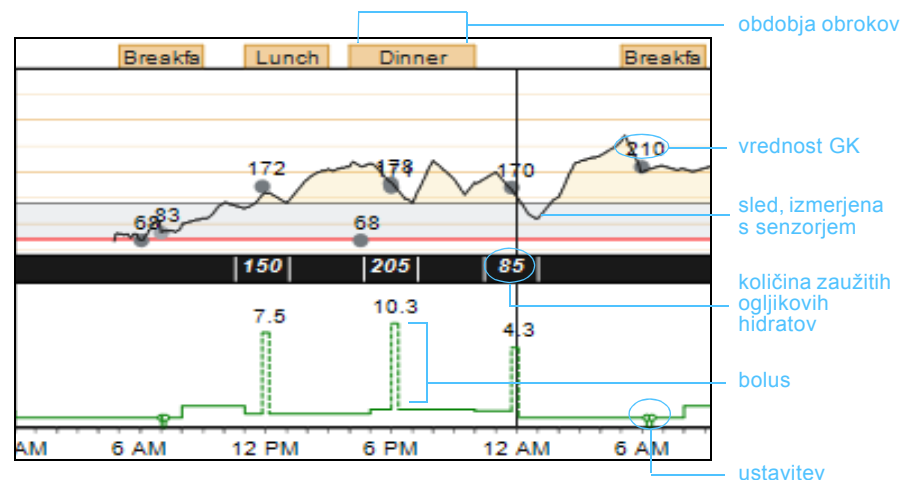 obdobja obrokov
Breakfa Lunch Dinner Breakfa
vrednost GK
210
172 170
sled, izmerjena
s senzorjem
83
68 68
150 205 85
količina zaužitih
ogljikovih
hidratov
7.5 10.3 4.3
bolus
AM 6 AM 12 PM 6 PM 12 AM 6 AM
ustavitev